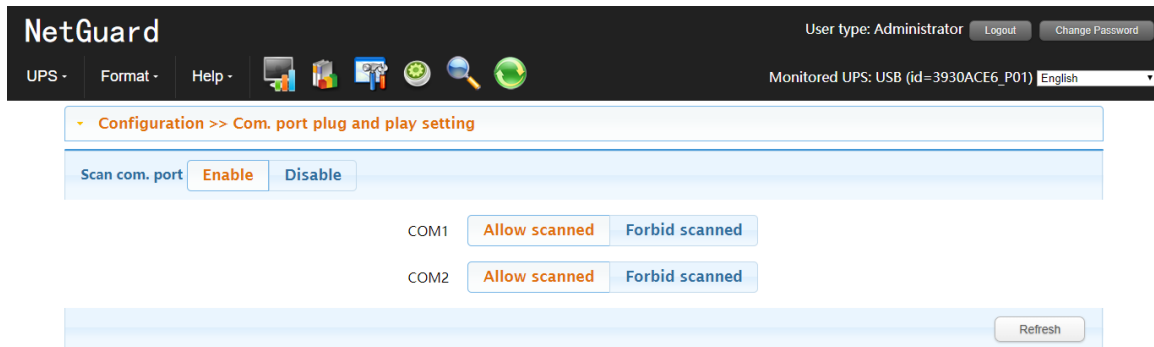 NetGuard
User type: Administrator Logout Change Password
UPS Format Help
Monitored UPS: USB (id=3930ACE6_P01) English
Configuration >> Com. port plug and play setting
Scan com. port Enable Disable
COM1 Allow scanned Forbid scanned
COM2 Allow scanned Forbid scanned
Refresh